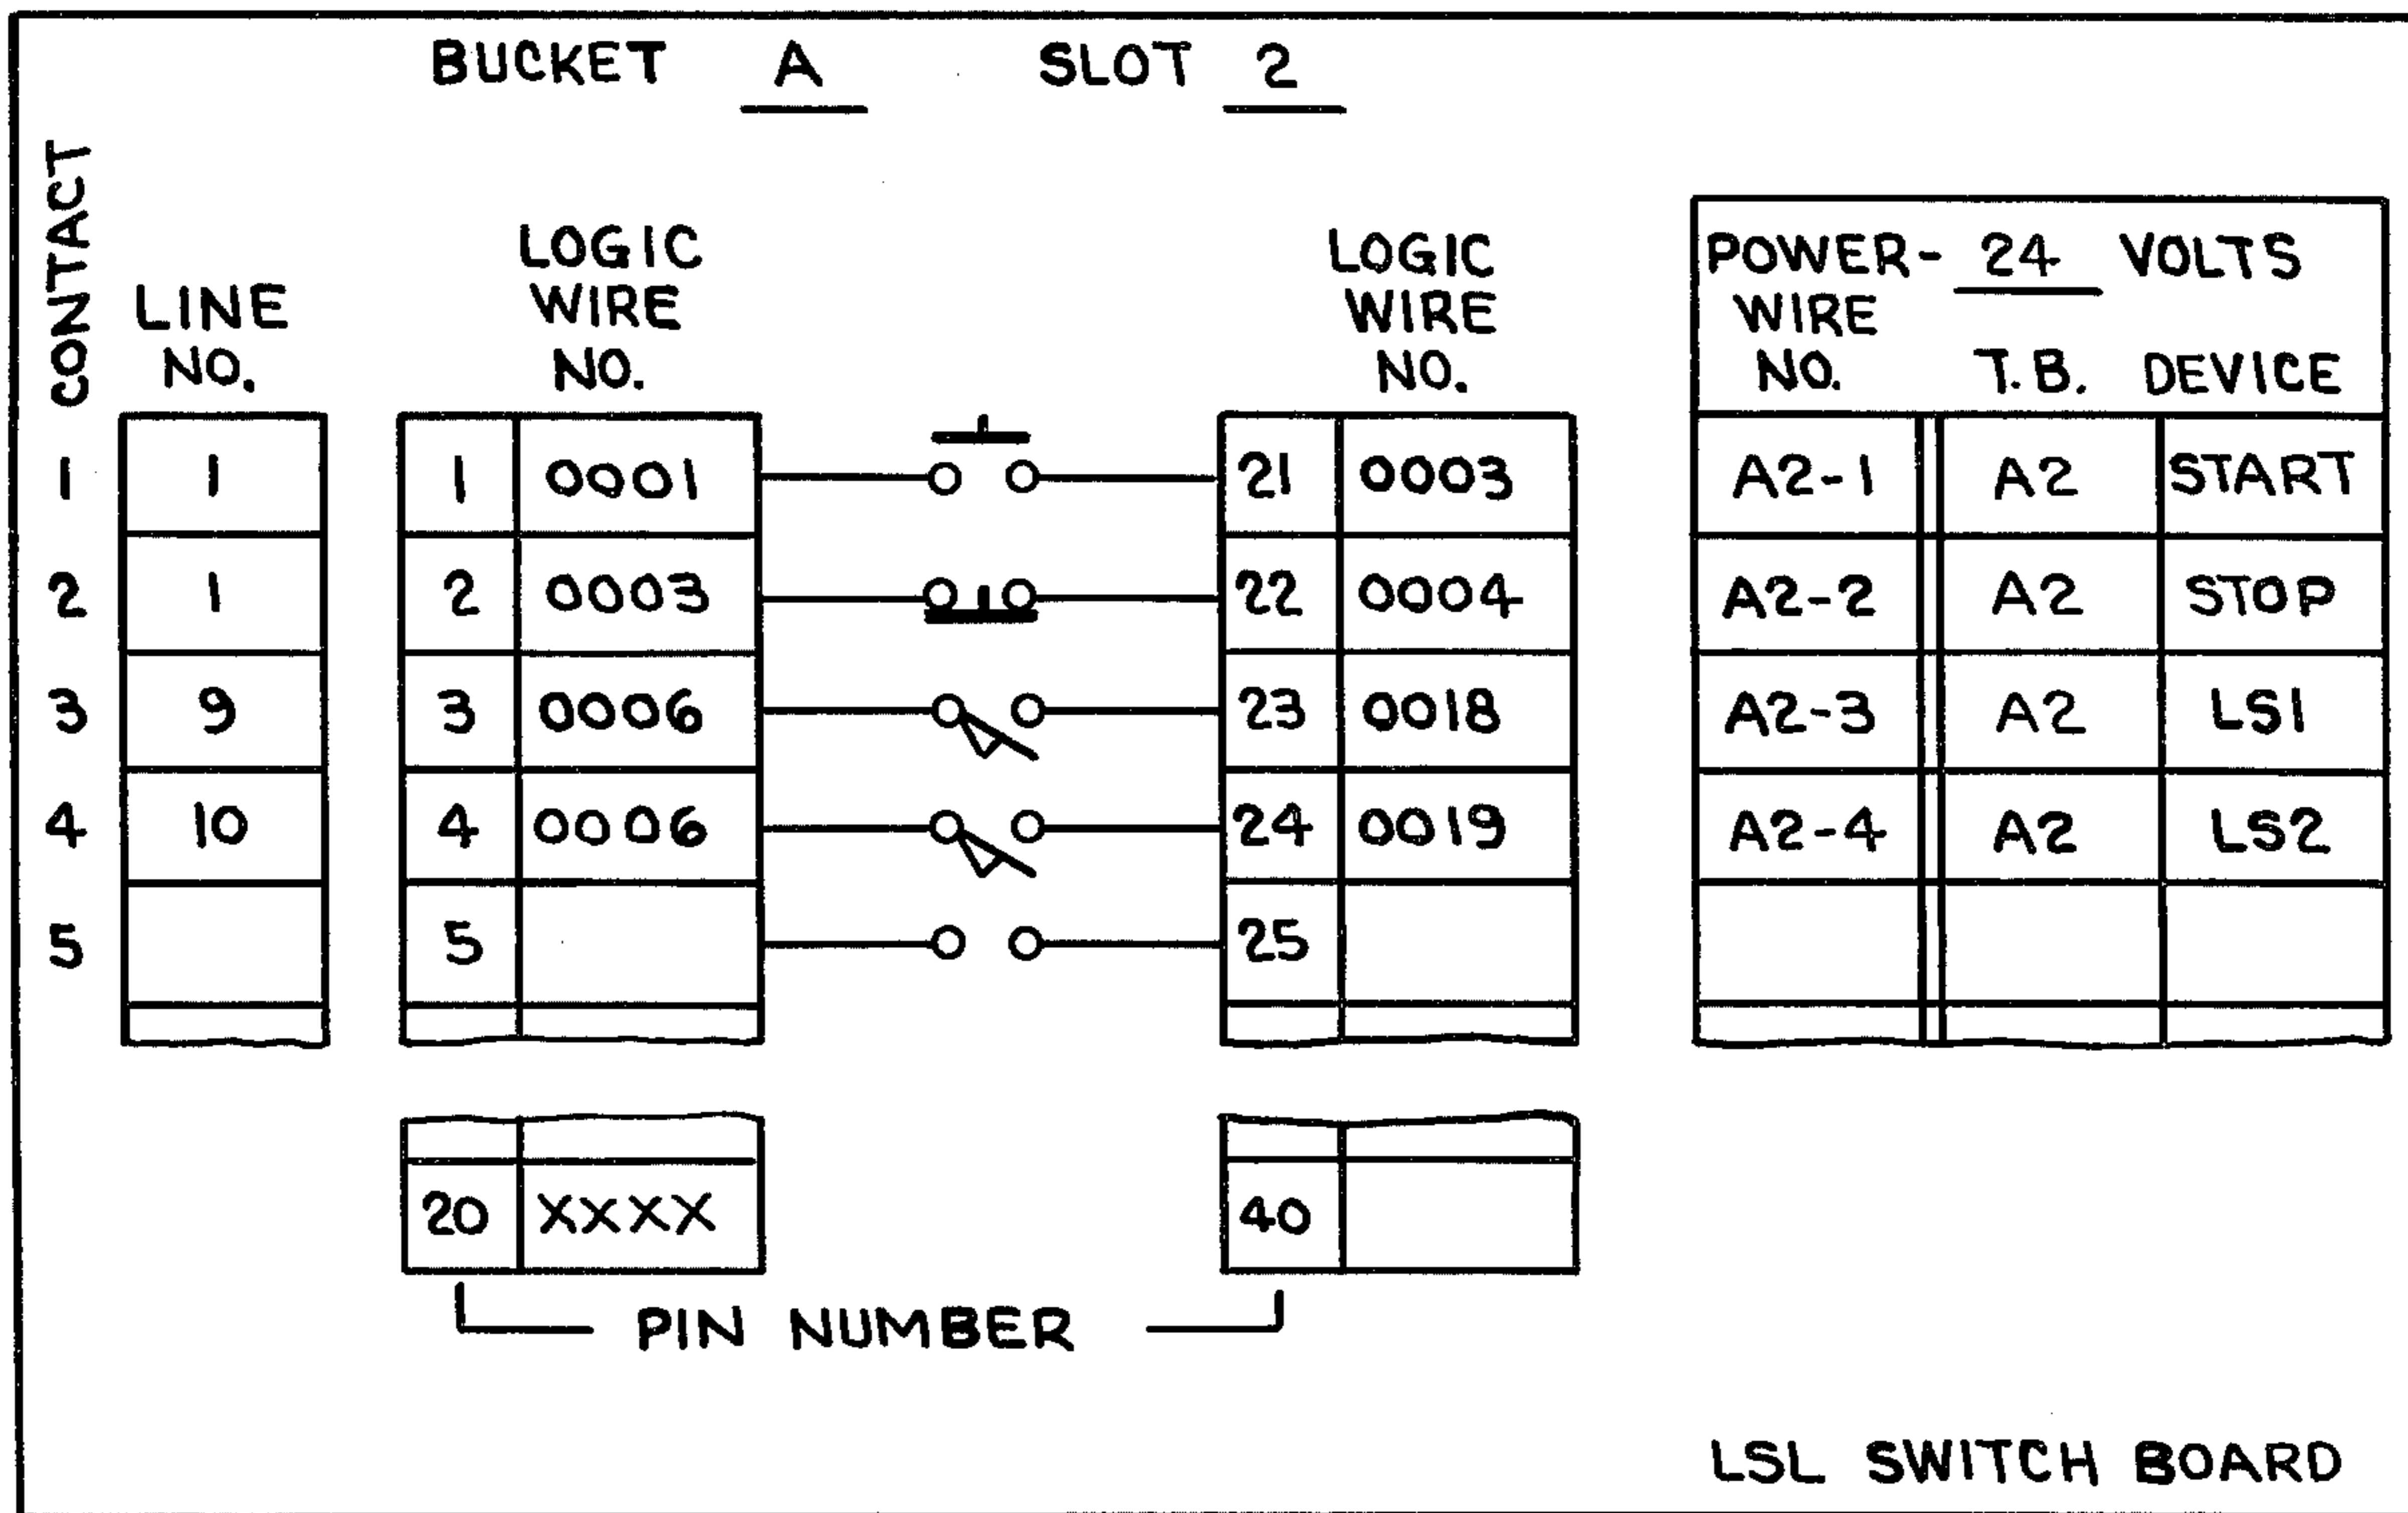 BUCKET A SLOT 2
CONTACT
LINE NO.
LOGIC WIRE NO.
LOGIC WIRE NO.
POWER- 24 VOLTS
WIRE NO. T.B. DEVICE
1 1 1 0001 21 0003 A2-1 A2 START
2 1 2 0003 22 0004 A2-2 A2 STOP
3 9 3 0006 23 0018 A2-3 A2 LS1
4 10 4 0006 24 0019 A2-4 A2 LS2
5 5 25
20 XXXX 40
PIN NUMBER
LSL SWITCH BOARD